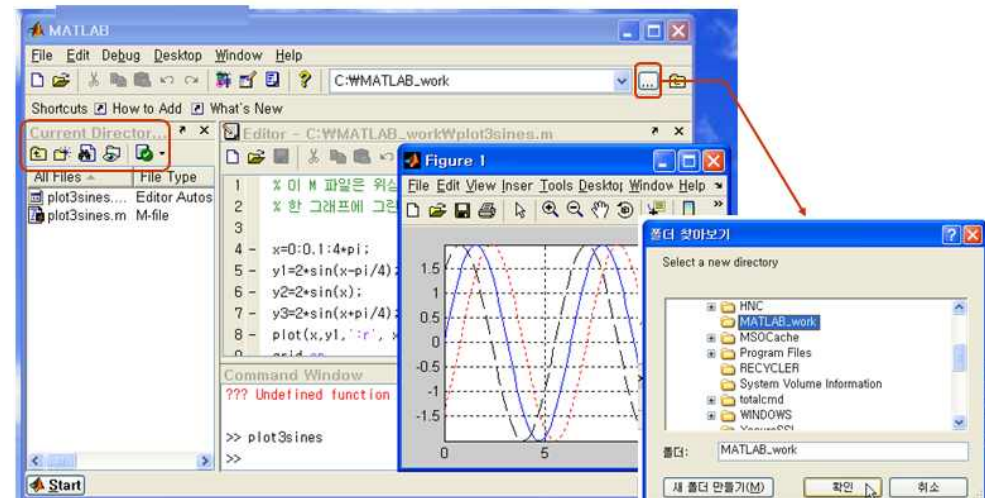 MATLAB
File Edit Debug Desktop Window Help
C:₩MATLAB_work
...
Shortcuts How to Add What's New
Current Director...
All Files File Type
plot3sines.... Editor Autos
plot3sines.m M-file
Editor - C:₩MATLAB_work₩plot3sines.m
1 % 이 M 파일은 위상
2 % 한 그래프에 그린
3
4 - x=0:0.1:4*pi;
5 - y1=2*sin(x-pi/4);
6 - y2=2*sin(x);
7 - y3=2*sin(x+pi/4);
8 - plot(x,y1,':r', x
9 grid on
Command Window
??? Undefined function
>> plot3sines
>>
Start
Figure 1
File Edit View Inser Tools Desktop Window Help
1.5
1
0.5
0
-0.5
-1
-1.5
0 5
폴더 찾아보기
Select a new directory
HNC
MATLAB_work
MSOCache
Program Files
RECYCLER
System Volume Information
totalcmd
WINDOWS
폴더: MATLAB_work
새 폴더 만들기(M) 확인 취소